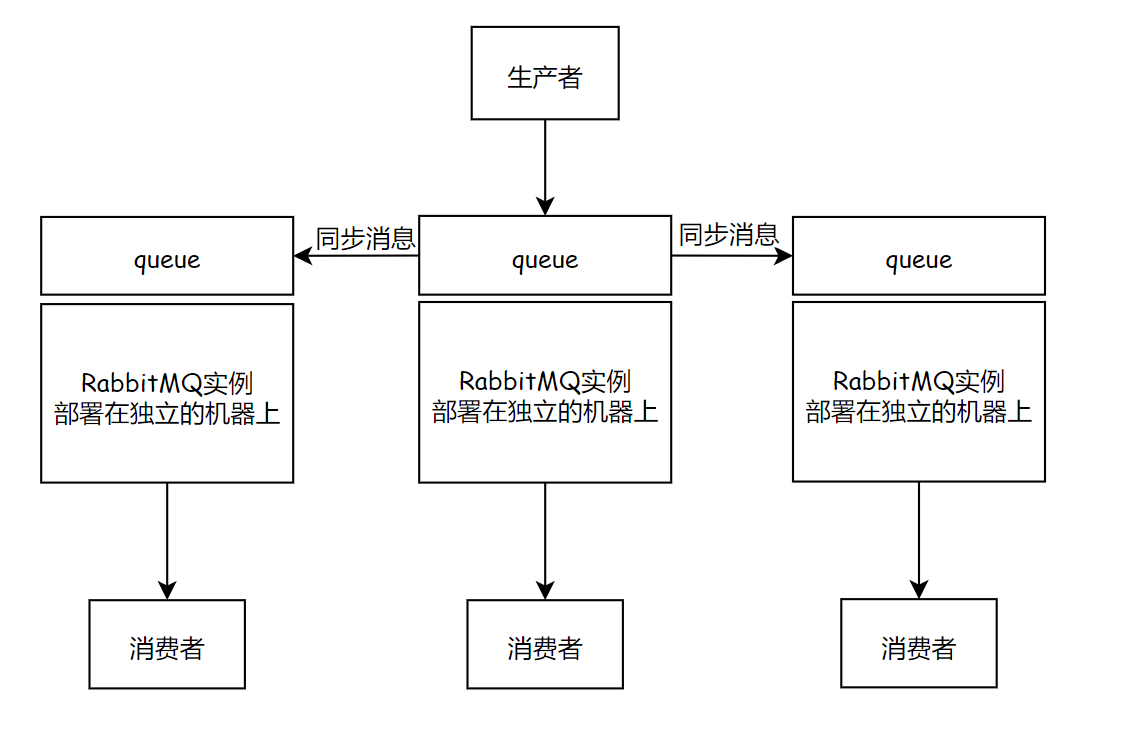 生产者
同步消息
同步消息
queue
queue
queue
RabbitMQ实例
部署在独立的机器上
RabbitMQ实例
部署在独立的机器上
RabbitMQ实例
部署在独立的机器上
消费者
消费者
消费者